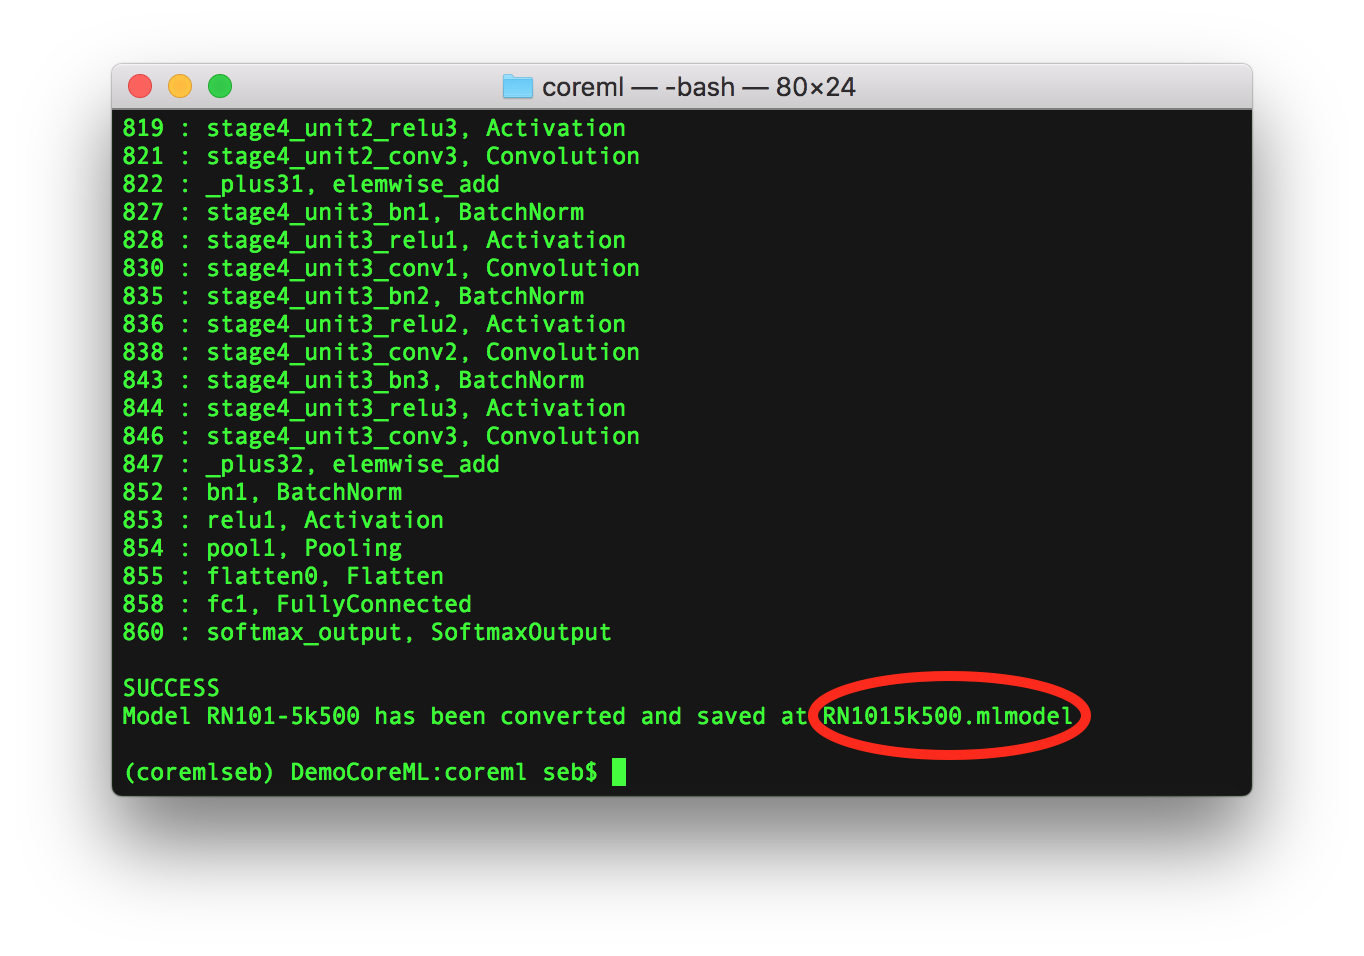 coreml — -bash — 80×24
819 : stage4_unit2_relu3, Activation
821 : stage4_unit2_conv3, Convolution
822 : _plus31, elemwise_add
827 : stage4_unit3_bn1, BatchNorm
828 : stage4_unit3_relu1, Activation
830 : stage4_unit3_conv1, Convolution
835 : stage4_unit3_bn2, BatchNorm
836 : stage4_unit3_relu2, Activation
838 : stage4_unit3_conv2, Convolution
843 : stage4_unit3_bn3, BatchNorm
844 : stage4_unit3_relu3, Activation
846 : stage4_unit3_conv3, Convolution
847 : _plus32, elemwise_add
852 : bn1, BatchNorm
853 : relu1, Activation
854 : pool1, Pooling
855 : flatten0, Flatten
858 : fc1, FullyConnected
860 : softmax_output, SoftmaxOutput
SUCCESS
Model RN101-5k500 has been converted and saved at RN1015k500.mlmodel
(coremlseb) DemoCoreML:coreml seb$